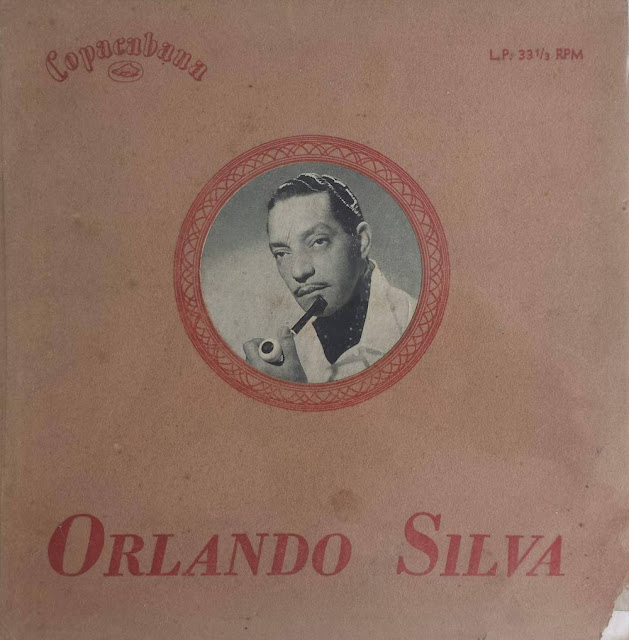 Copacabana
L.P: 33 1/3 RPM
ORLANDO SILVA